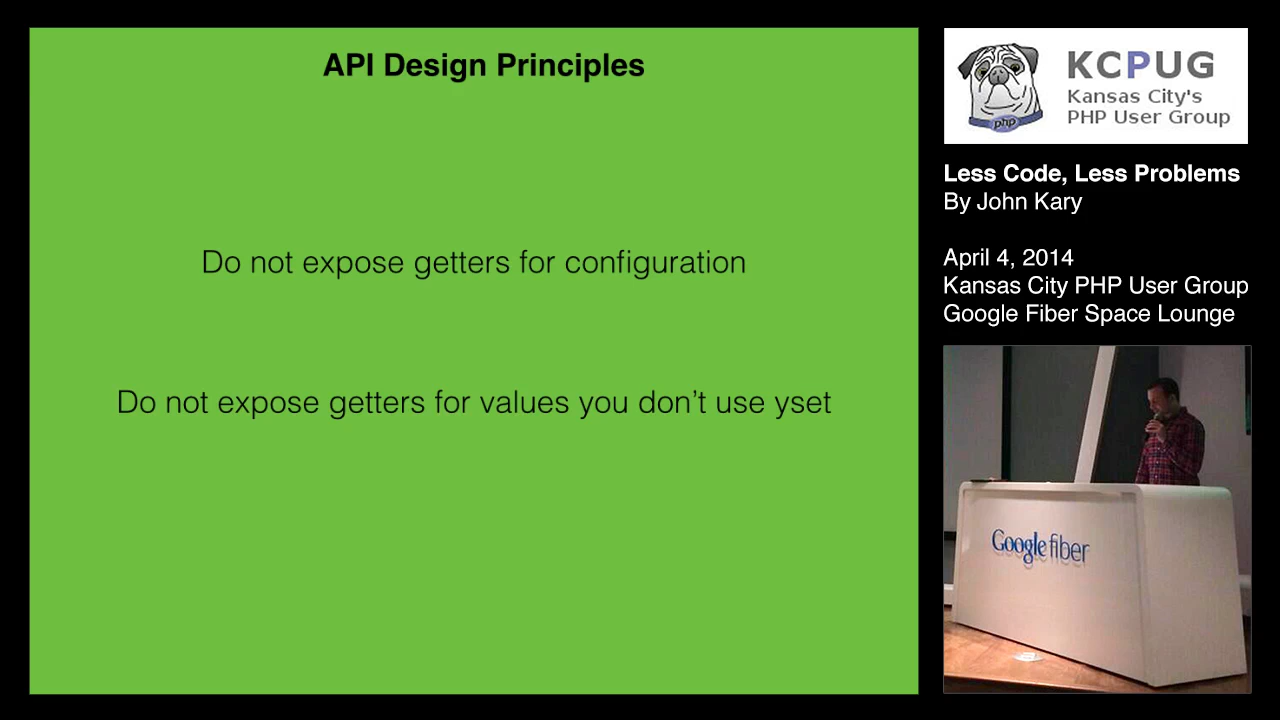 API Design Principles
Do not expose getters for configuration
Do not expose getters for values you don’t use yset
KCPUG
Kansas City's
PHP User Group
php
Less Code, Less Problems
By John Kary
April 4, 2014
Kansas City PHP User Group
Google Fiber Space Lounge
Google fiber